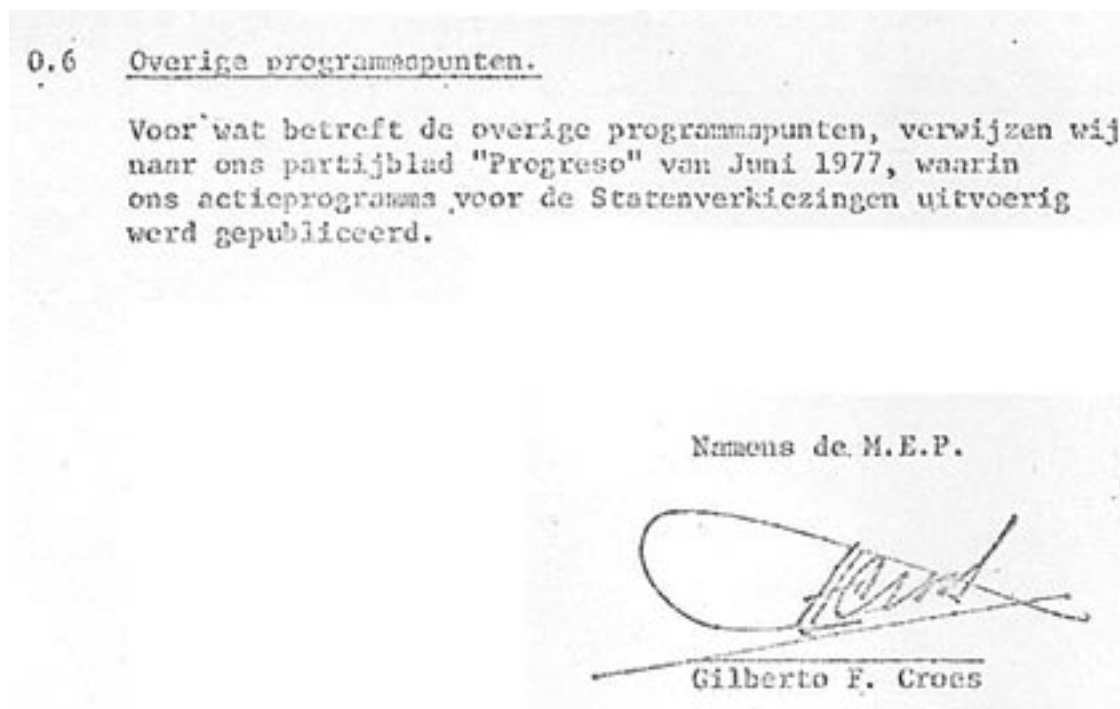 0.6 Overige programmapunten.
Voor wat betreft de overige programmapunten, verwijzen wij
naar ons partijblad "Progreso" van Juni 1977, waarin
ons actieprogramma voor de Statenverkiezingen uitvoerig
werd gepubliceerd.
Namens de M.E.P.
Gilberto F. Croes